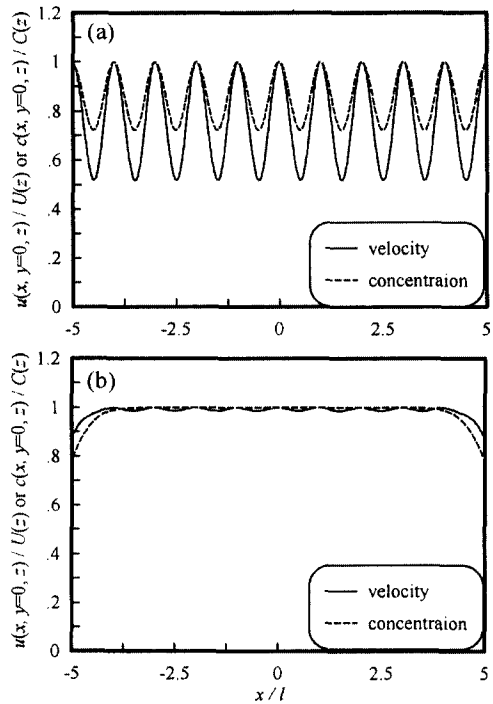 u(x, y=0, z) / U(z) or c(x, y=0, z) / C(z)
1.2
(a)
1
.8
.6
.4
velocity
.2
concentraion
0
-5
-2.5
0
2.5
5
u(x, y=0, z) / U(z) or c(x, y=0, z) / C(z)
1.2
(b)
1
.8
.6
.4
velocity
.2
concentraion
0
-5
-2.5
0
2.5
5
x / l